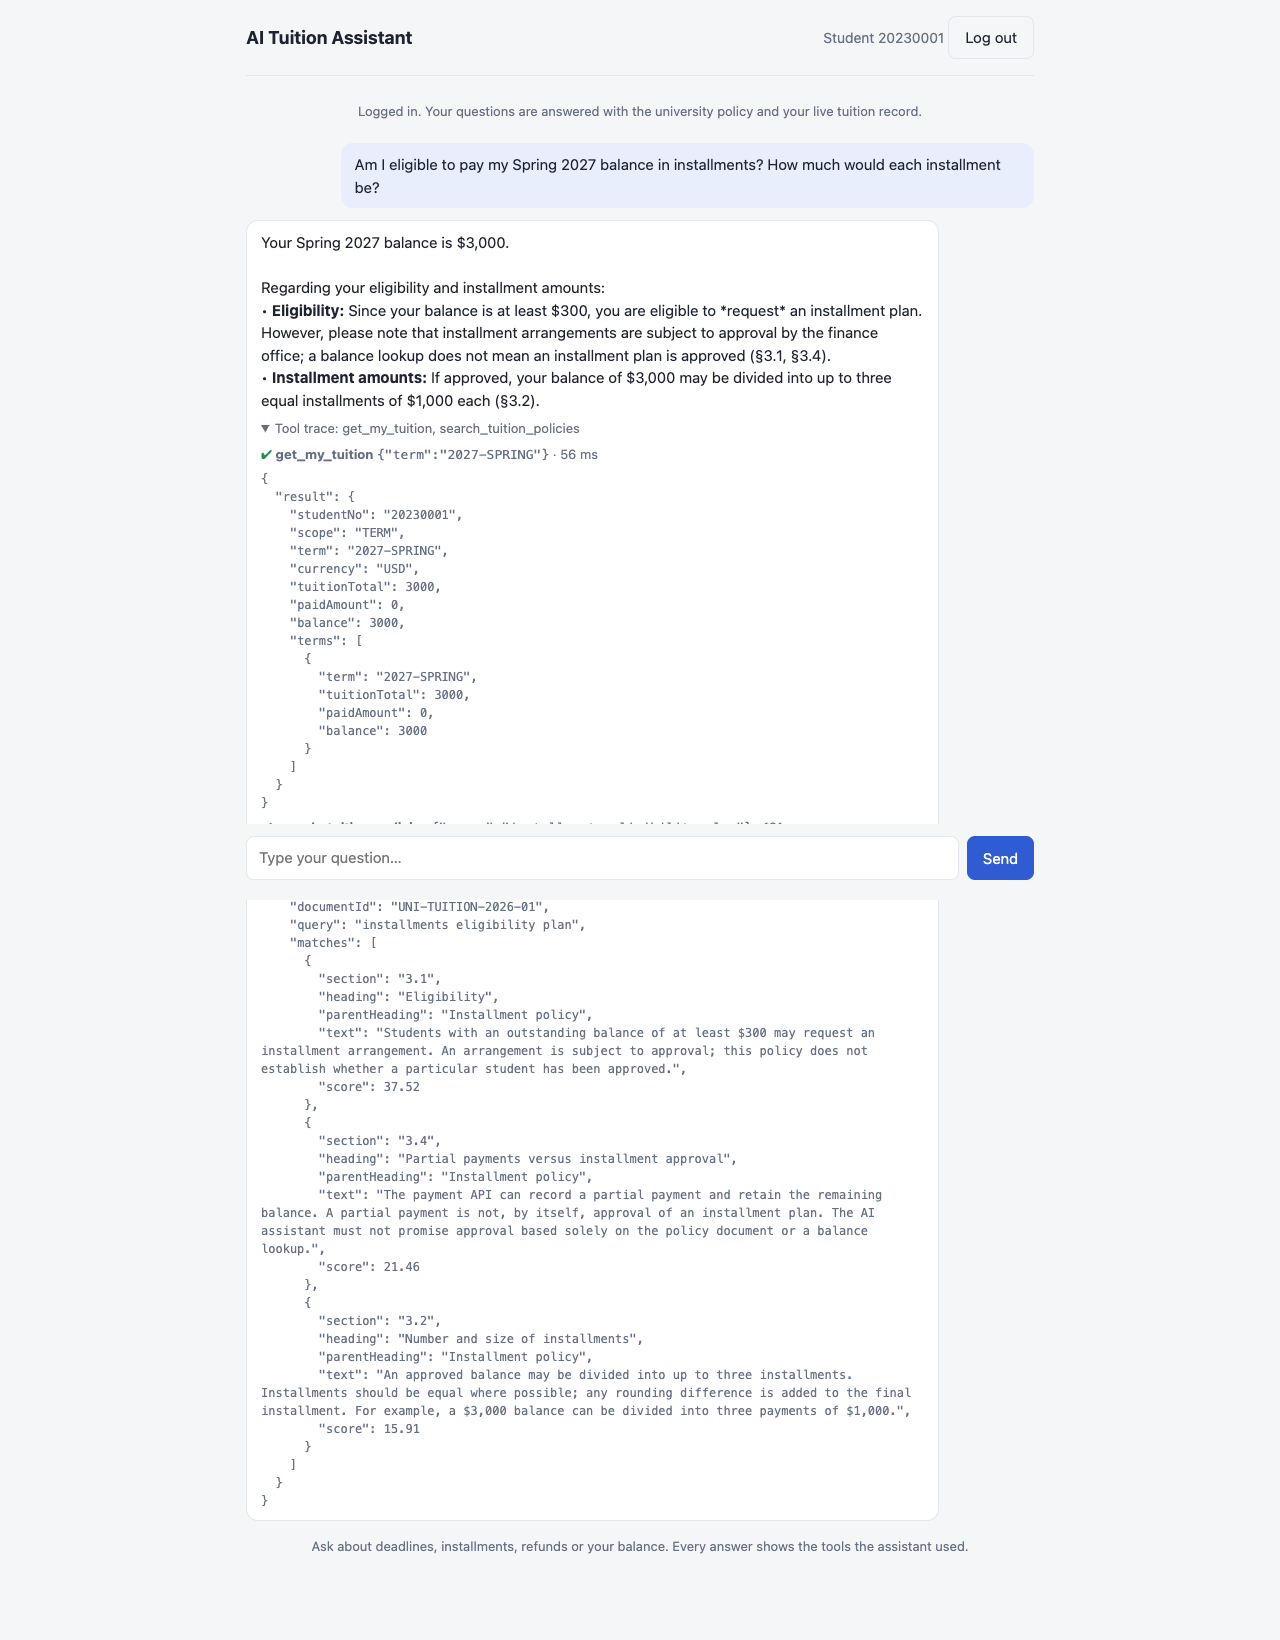 AI Tuition Assistant
Student 20230001
Log out
Logged in. Your questions are answered with the university policy and your live tuition record.
Am I eligible to pay my Spring 2027 balance in installments? How much would each installment
be?
Your Spring 2027 balance is $3,000.
Regarding your eligibility and installment amounts:
• Eligibility: Since your balance is at least $300, you are eligible to *request* an installment plan.
However, please note that installment arrangements are subject to approval by the finance
office; a balance lookup does not mean an installment plan is approved (§3.1, §3.4).
• Installment amounts: If approved, your balance of $3,000 may be divided into up to three
equal installments of $1,000 each (§3.2).
▼ Tool trace: get_my_tuition, search_tuition_policies
✔ get_my_tuition {"term":"2027-SPRING"} · 56 ms
{
"result": {
"studentNo": "20230001",
"scope": "TERM",
"term": "2027-SPRING",
"currency": "USD",
"tuitionTotal": 3000,
"paidAmount": 0,
"balance": 3000,
"terms": [
{
"term": "2027-SPRING",
"tuitionTotal": 3000,
"paidAmount": 0,
"balance": 3000
}
]
}
}
Type your question...
Send
"documentId": "UNI-TUITION-2026-01",
"query": "installments eligibility plan",
"matches": [
{
"section": "3.1",
"heading": "Eligibility",
"parentHeading": "Installment policy",
"text": "Students with an outstanding balance of at least $300 may request an
installment arrangement. An arrangement is subject to approval; this policy does not
establish whether a particular student has been approved.",
"score": 37.52
},
{
"section": "3.4",
"heading": "Partial payments versus installment approval",
"parentHeading": "Installment policy",
"text": "The payment API can record a partial payment and retain the remaining
balance. A partial payment is not, by itself, approval of an installment plan. The AI
assistant must not promise approval based solely on the policy document or a balance
lookup.",
"score": 21.46
},
{
"section": "3.2",
"heading": "Number and size of installments",
"parentHeading": "Installment policy",
"text": "An approved balance may be divided into up to three installments.
Installments should be equal where possible; any rounding difference is added to the final
installment. For example, a $3,000 balance can be divided into three payments of $1,000.",
"score": 15.91
}
]
}
}
Ask about deadlines, installments, refunds or your balance. Every answer shows the tools the assistant used.